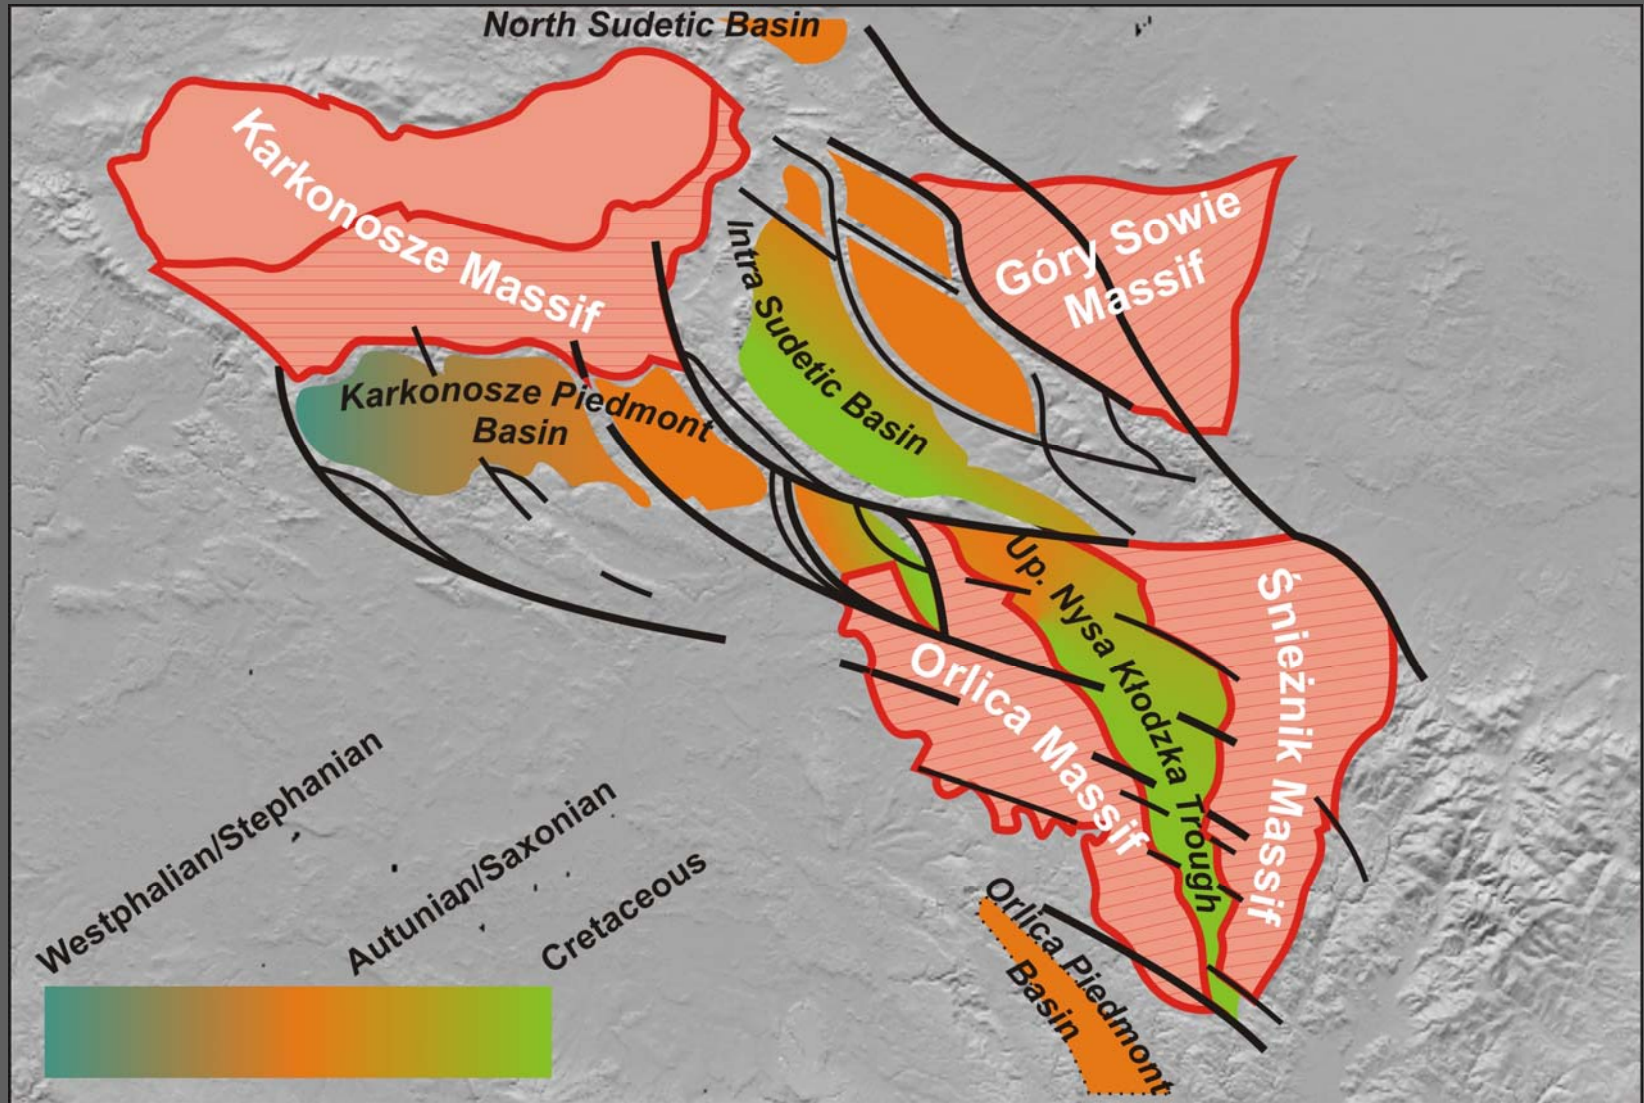 North Sudetic Basin
Karkonosze Massif
Góry Sowie
Massif
Intra Sudetic Basin
Karkonosze Piedmont
Basin
Up. Nysa Kłodzka Trough
Śnieżnik Massif
Orlica Massif
Orlica Piedmont
Basin
Westphalian/Stephanian
Autunian/Saxonian
Cretaceous